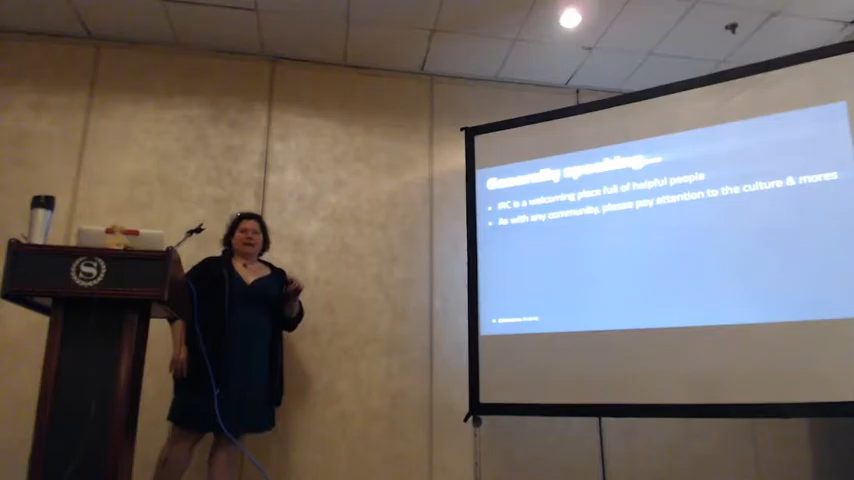 Generally speaking...
• IRC is a welcoming place full of helpful people
• As with any community, please pay attention to the culture & mores
S